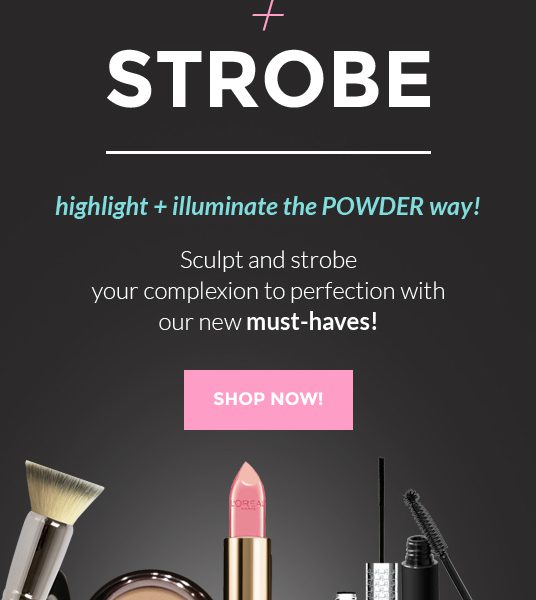 +
STROBE
highlight + illuminate the POWDER way!
Sculpt and strobe
your complexion to perfection with
our new must-haves!
SHOP NOW!
L'ORÉAL